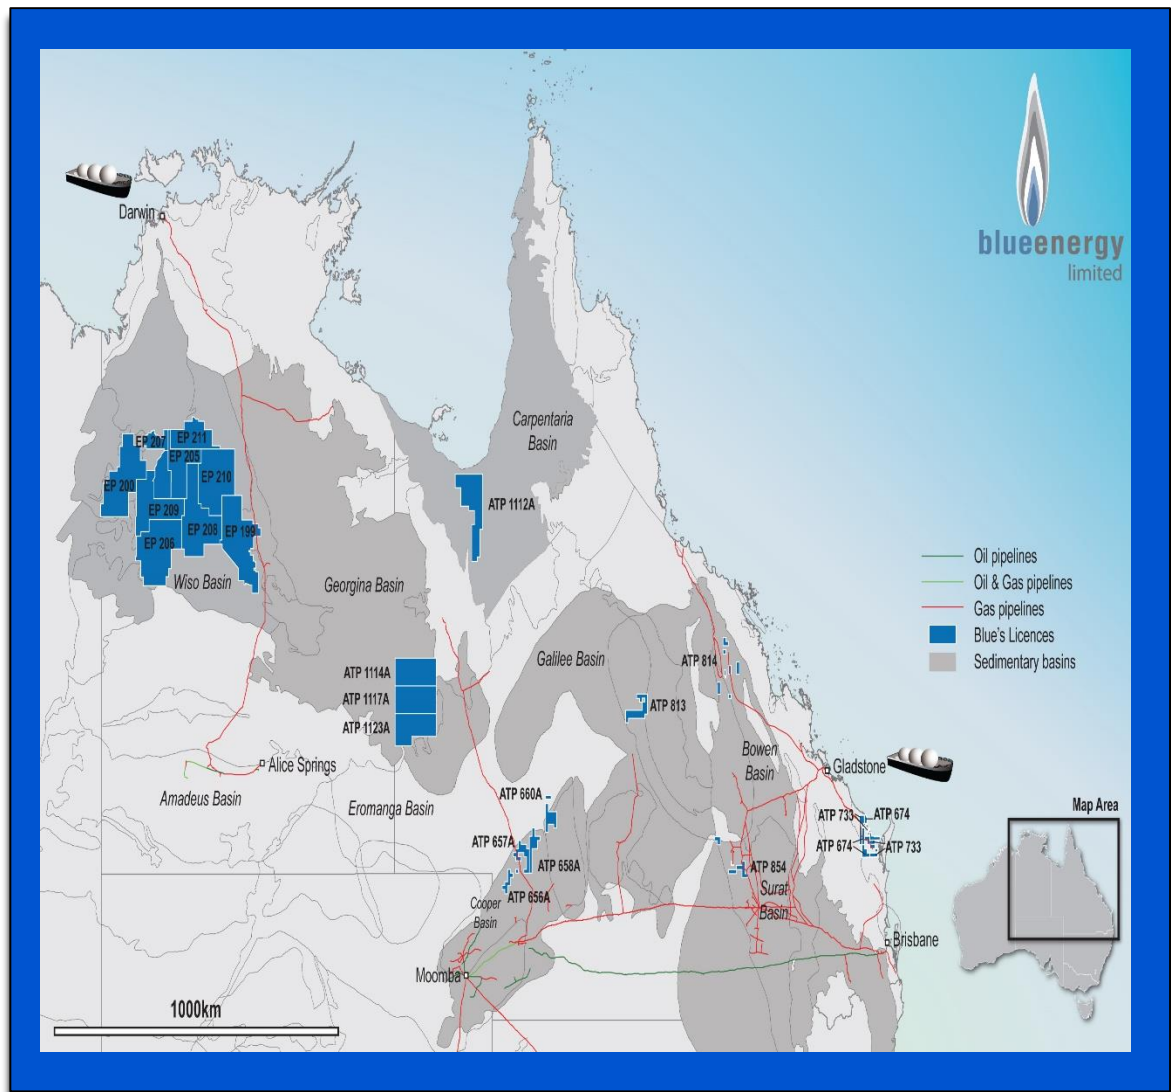 blueenergy
limited
Darwin
Carpentaria
Basin
EP 207
EP 211
EP 205
EP 200
EP 210
ATP 1112A
EP 209
EP 208
EP 199
EP 206
Wiso Basin
Georgina Basin
Oil pipelines
Oil & Gas pipelines
Gas pipelines
Blue's Licences
Sedimentary basins
Galilee Basin
ATP 814
ATP 1114A
ATP 1117A
ATP 1123A
ATP 813
Bowen
Basin
Alice Springs
Gladstone
Amadeus Basin
Eromanga Basin
ATP 660A
Map Area
ATP 733
ATP 674
ATP 657A
ATP 674
ATP 733
ATP 658A
ATP 854
ATP 656A
Surat
Basin
Cooper
Basin
Brisbane
Moomba
1000km